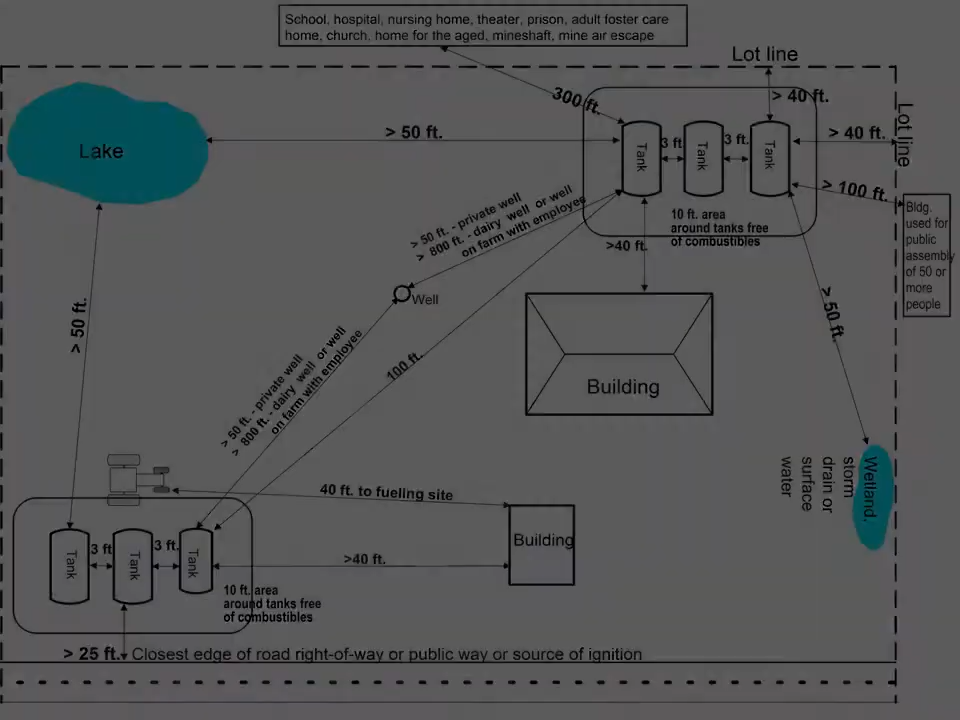 School, hospital, nursing home, theater, prison, adult foster care
home, church, home for the aged, mineshaft, mine air escape
Lot line
300 ft.
> 40 ft.
Lot line
> 50 ft.
> 40 ft.
Lake
Tank
3 ft
Tank
3 ft.
Tank
> 100 ft.
Bldg.
used for
public
assembly
of 50 or
more
people
10 ft. area
around tanks free
of combustibles
> 50 ft. - private well
> 800 ft. - dairy well or well
on farm with employee
>40 ft.
Well
> 50 ft.
> 50 ft.
> 50 ft. - private well
> 800 ft. - dairy well or well
on farm with employee
100 ft.
Building
Wetland,
storm
drain or
surface
water
40 ft. to fueling site
Building
Tank
3 ft
Tank
3 ft.
Tank
>40 ft.
10 ft. area
around tanks free
of combustibles
> 25 ft. Closest edge of road right-of-way or public way or source of ignition